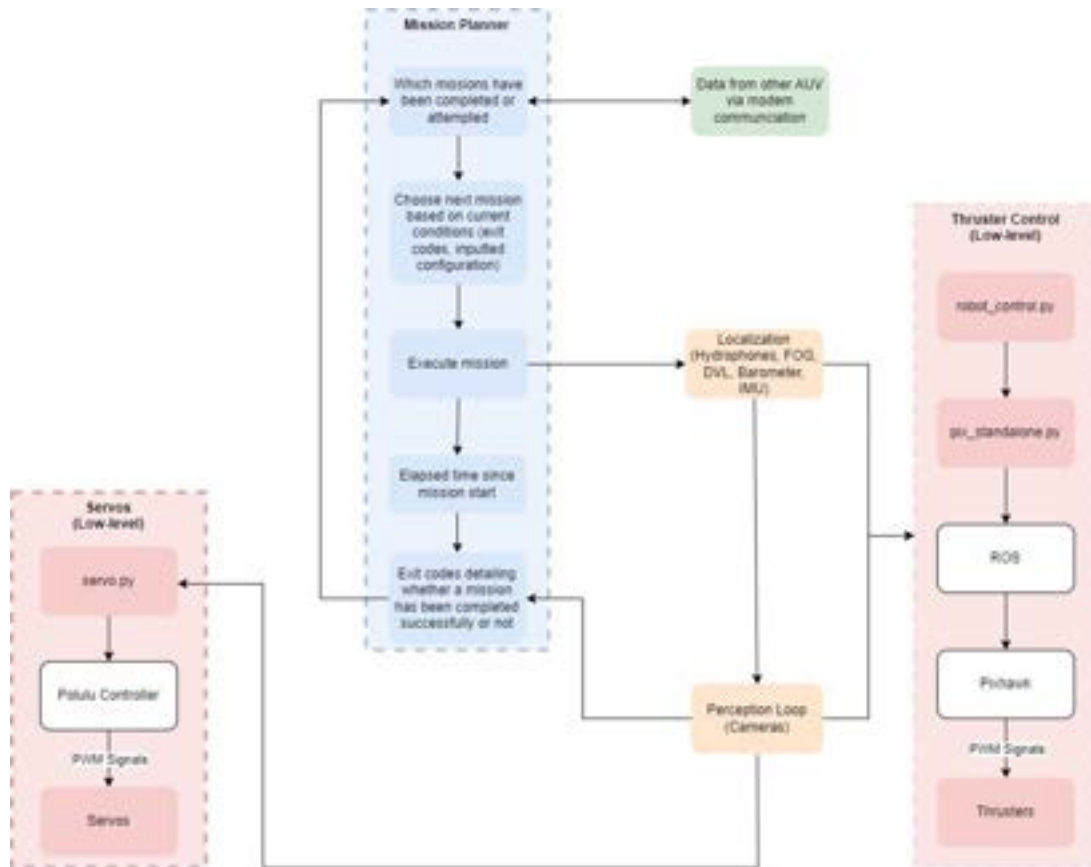 Mission Planner
Which missions have
been completed or
attempted
Data from other AUV
via modem
communciation
Choose next mission
based on current
conditions (exit
codes, inputted
configuration)
Execute mission
Localization
(Hydrophones, FOG,
DVL, Barometer,
IMU)
Elapsed time since
mission start
Exit codes detailing
whether a mission
has been completed
successfully or not
Perception Loop
(Cameras)
Servos
(Low-level)
servo.py
Polulu Controller
PWM Signals
Servos
Thruster Control
(Low-level)
robot_control.py
pix_standalone.py
ROS
Pixhawk
PWM Signals
Thrusters